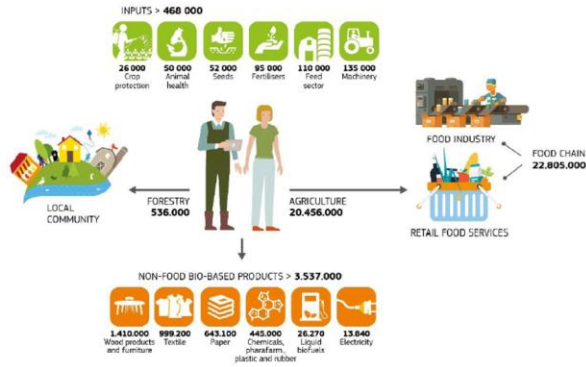 INPUTS > 468 000
26 000
Crop
protection
50 000
Animal
health
52 000
Seeds
95 000
Fertilisers
110 000
Feed
sector
135 000
Machinery
LOCAL
COMMUNITY
FORESTRY
536.000
AGRICULTURE
20.456.000
FOOD INDUSTRY
FOOD CHAIN
22.805.000
RETAIL FOOD SERVICES
NON-FOOD BIO-BASED PRODUCTS > 3.537.000
1.410.000
Wood products
and furniture
999.200
Textile
643.100
Paper
445.000
Chemicals,
pharafarm,
plastic and rubber
26.270
Liquid
biofuels
13.840
Electricity